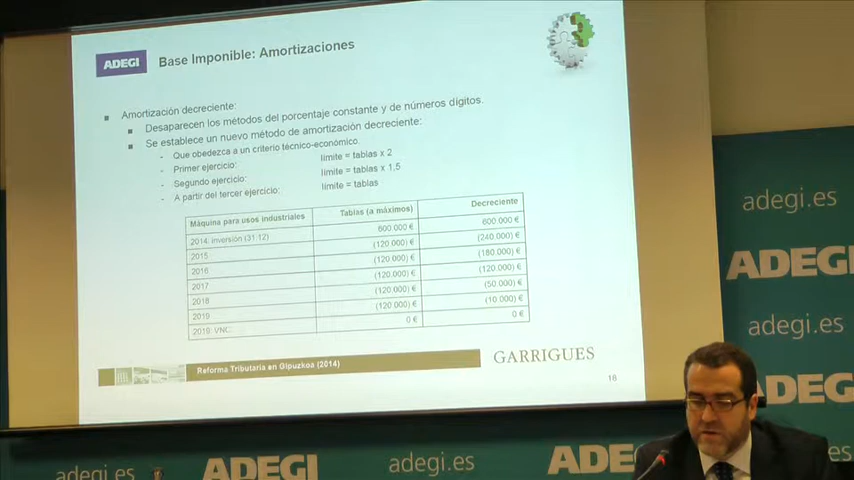 ADEGI
Base Imponible: Amortizaciones
Amortización decreciente:
Desaparecen los métodos del porcentaje constante y de números dígitos.
Se establece un nuevo método de amortización decreciente:
- Que obedezca a un criterio técnico-económico.
- Primer ejercicio: límite = tablas x 2
- Segundo ejercicio: límite = tablas x 1,5
- A partir del tercer ejercicio: límite = tablas
Máquina para usos industriales Tablas (a máximos) Decreciente
2014: Inversión (31.12) 600.000 € 600.000 €
2015 (120.000) € (240.000) €
2016 (120.000) € (180.000) €
2017 (120.000) € (120.000) €
2018 (120.000) € (50.000) €
2019 (120.000) € (10.000) €
2019: VNC 0 € 0 €
Reforma Tributaria en Gipuzkoa (2014)
GARRIGUES
16
adegi.es
ADEGI
adegi.es
ADEGI
adegi.es
ADEGI
adegi.es
ADEGI